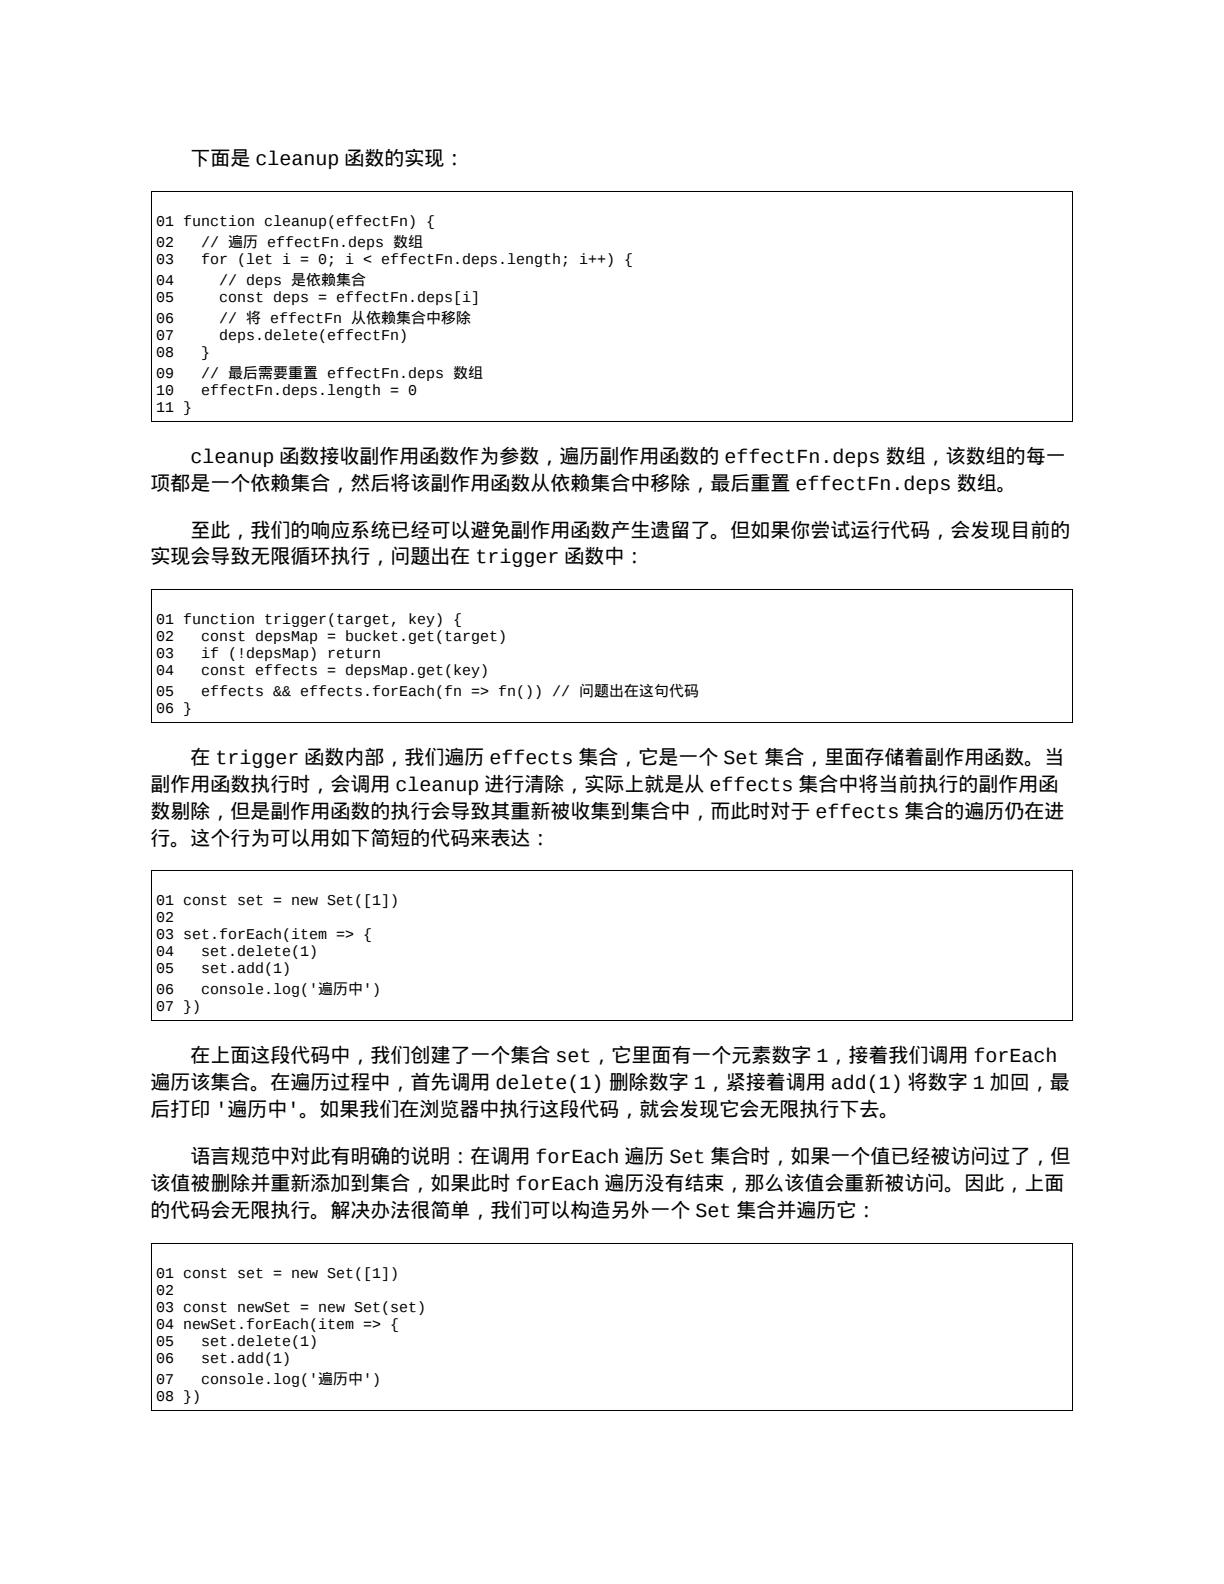 下面是 cleanup 函数的实现：
01 function cleanup(effectFn) {
02   // 遍历 effectFn.deps 数组
03   for (let i = 0; i < effectFn.deps.length; i++) {
04     // deps 是依赖集合
05     const deps = effectFn.deps[i]
06     // 将 effectFn 从依赖集合中移除
07     deps.delete(effectFn)
08   }
09   // 最后需要重置 effectFn.deps 数组
10   effectFn.deps.length = 0
11 }
cleanup 函数接收副作用函数作为参数，遍历副作用函数的 effectFn.deps 数组，该数组的每一
项都是一个依赖集合，然后将该副作用函数从依赖集合中移除，最后重置 effectFn.deps 数组。
至此，我们的响应系统已经可以避免副作用函数产生遗留了。但如果你尝试运行代码，会发现目前的
实现会导致无限循环执行，问题出在 trigger 函数中：
01 function trigger(target, key) {
02   const depsMap = bucket.get(target)
03   if (!depsMap) return
04   const effects = depsMap.get(key)
05   effects && effects.forEach(fn => fn()) // 问题出在这句代码
06 }
在 trigger 函数内部，我们遍历 effects 集合，它是一个 Set 集合，里面存储着副作用函数。当
副作用函数执行时，会调用 cleanup 进行清除，实际上就是从 effects 集合中将当前执行的副作用函
数剔除，但是副作用函数的执行会导致其重新被收集到集合中，而此时对于 effects 集合的遍历仍在进
行。这个行为可以用如下简短的代码来表达：
01 const set = new Set([1])
02
03 set.forEach(item => {
04   set.delete(1)
05   set.add(1)
06   console.log('遍历中')
07 })
在上面这段代码中，我们创建了一个集合 set，它里面有一个元素数字 1，接着我们调用 forEach
遍历该集合。在遍历过程中，首先调用 delete(1) 删除数字 1，紧接着调用 add(1) 将数字 1 加回，最
后打印 '遍历中'。如果我们在浏览器中执行这段代码，就会发现它会无限执行下去。
语言规范中对此有明确的说明：在调用 forEach 遍历 Set 集合时，如果一个值已经被访问过了，但
该值被删除并重新添加到集合，如果此时 forEach 遍历没有结束，那么该值会重新被访问。因此，上面
的代码会无限执行。解决办法很简单，我们可以构造另外一个 Set 集合并遍历它：
01 const set = new Set([1])
02
03 const newSet = new Set(set)
04 newSet.forEach(item => {
05   set.delete(1)
06   set.add(1)
07   console.log('遍历中')
08 })